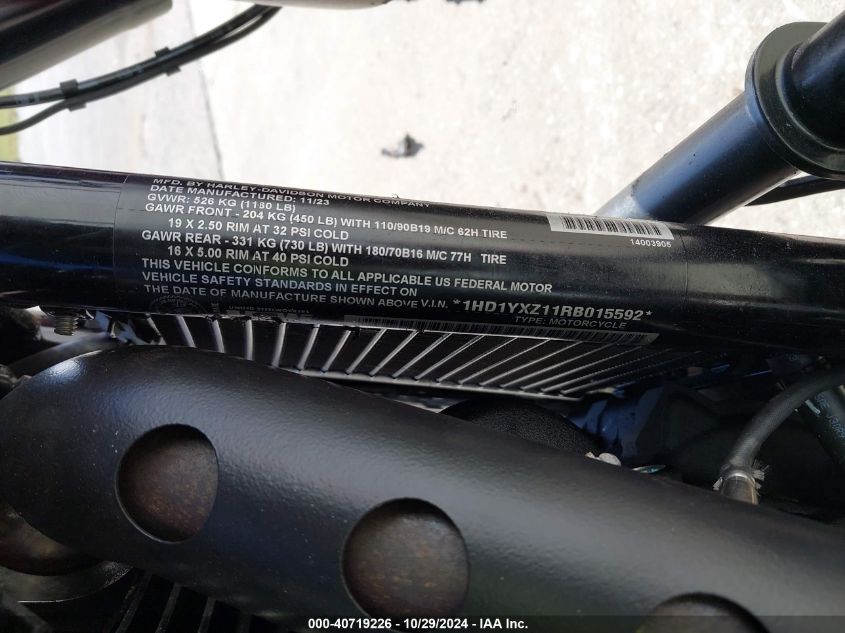 MFD. BY HARLEY-DAVIDSON MOTOR COMPANY
DATE MANUFACTURED: 11/23
GVWR: 526 KG (1160 LB)
GAWR FRONT - 204 KG (450 LB) WITH 110/90B19 M/C 62H TIRE
19 X 2.50 RIM AT 32 PSI COLD
GAWR REAR - 331 KG (730 LB) WITH 180/70B16 M/C 77H TIRE
16 X 5.00 RIM AT 40 PSI COLD
THIS VEHICLE CONFORMS TO ALL APPLICABLE US FEDERAL MOTOR
VEHICLE SAFETY STANDARDS IN EFFECT ON
THE DATE OF MANUFACTURE SHOWN ABOVE V.I.N. *1HD1YXZ11RB015592*
TYPE: MOTORCYCLE
14003905
000-40719226 - 10/29/2024 - IAA Inc.